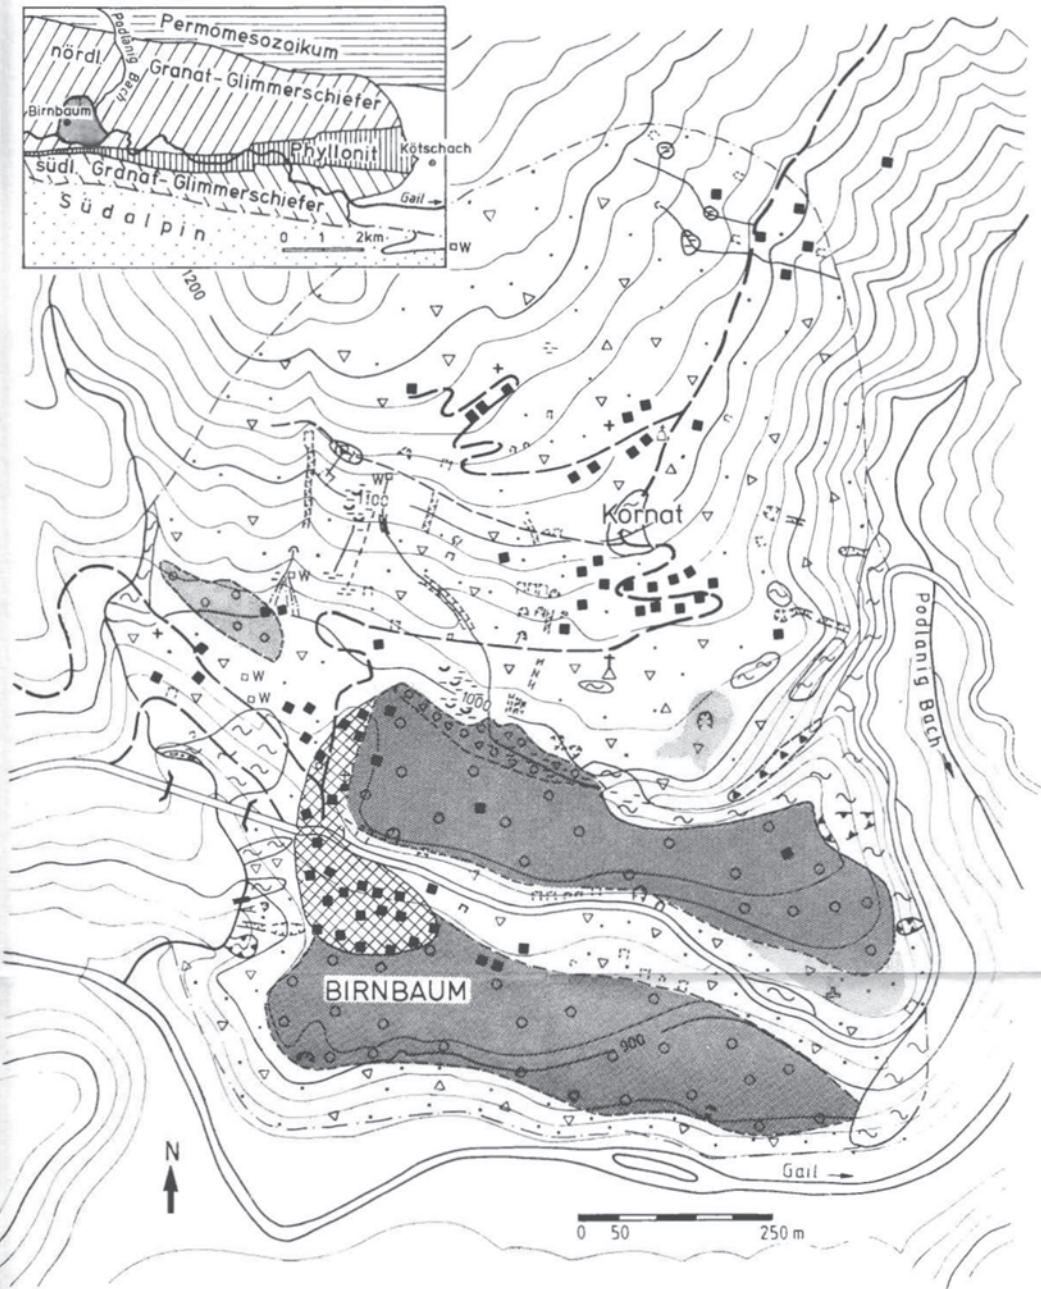 Permomesozoikum
Podlanig Bach
nördl. Granat-Glimmerschiefer
Birnbaum
Phyllonit
Kötschach
südl. Granat-Glimmerschiefer
Gail
Südalpin
0 1 2km
W
1200
W
1100
Kornat
W
W
W
1000
Podlanig Bach
BIRNBAUM
900
N
Gail
0 50 250 m